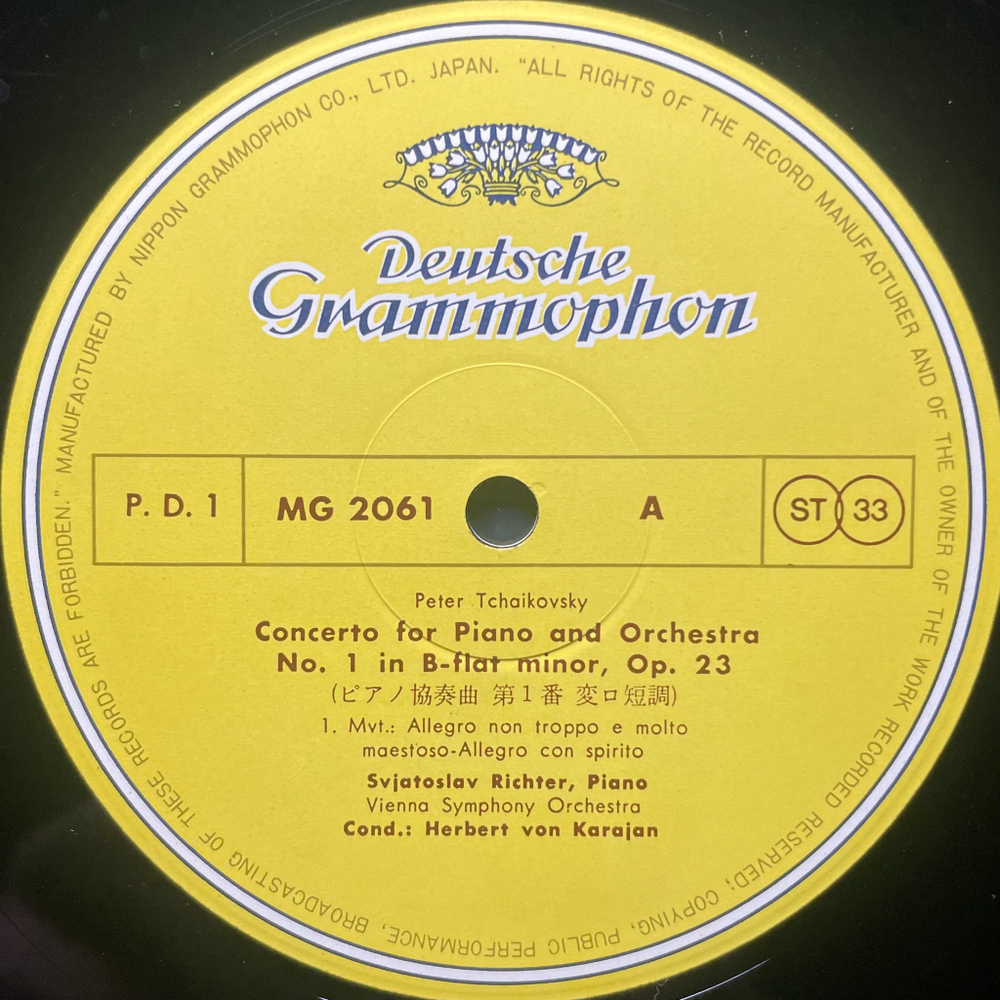 MANUFACTURED BY NIPPON GRAMMOPHON CO., LTD. JAPAN. "ALL RIGHTS OF THE RECORD MANUFACTURER AND OF THE OWNER OF THE WORK RECORDED RESERVED; COPYING, PUBLIC PERFORMANCE, BROADCASTING OF THESE RECORDS ARE FORBIDDEN."
Deutsche
Grammophon
P. D. 1 MG 2061 A ST 33
Peter Tchaikovsky
Concerto for Piano and Orchestra
No. 1 in B-flat minor, Op. 23
(ピアノ協奏曲 第1番 変ロ短調)
1. Mvt.: Allegro non troppo e molto
maestoso-Allegro con spirito
Svjatoslav Richter, Piano
Vienna Symphony Orchestra
Cond.: Herbert von Karajan